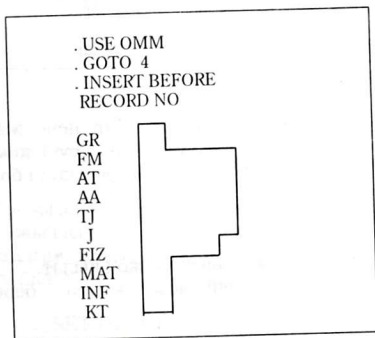 . USE OMM
. GOTO 4
. INSERT BEFORE
RECORD NO
GR
FM
AT
AA
TJ
J
FIZ
MAT
INF
KT